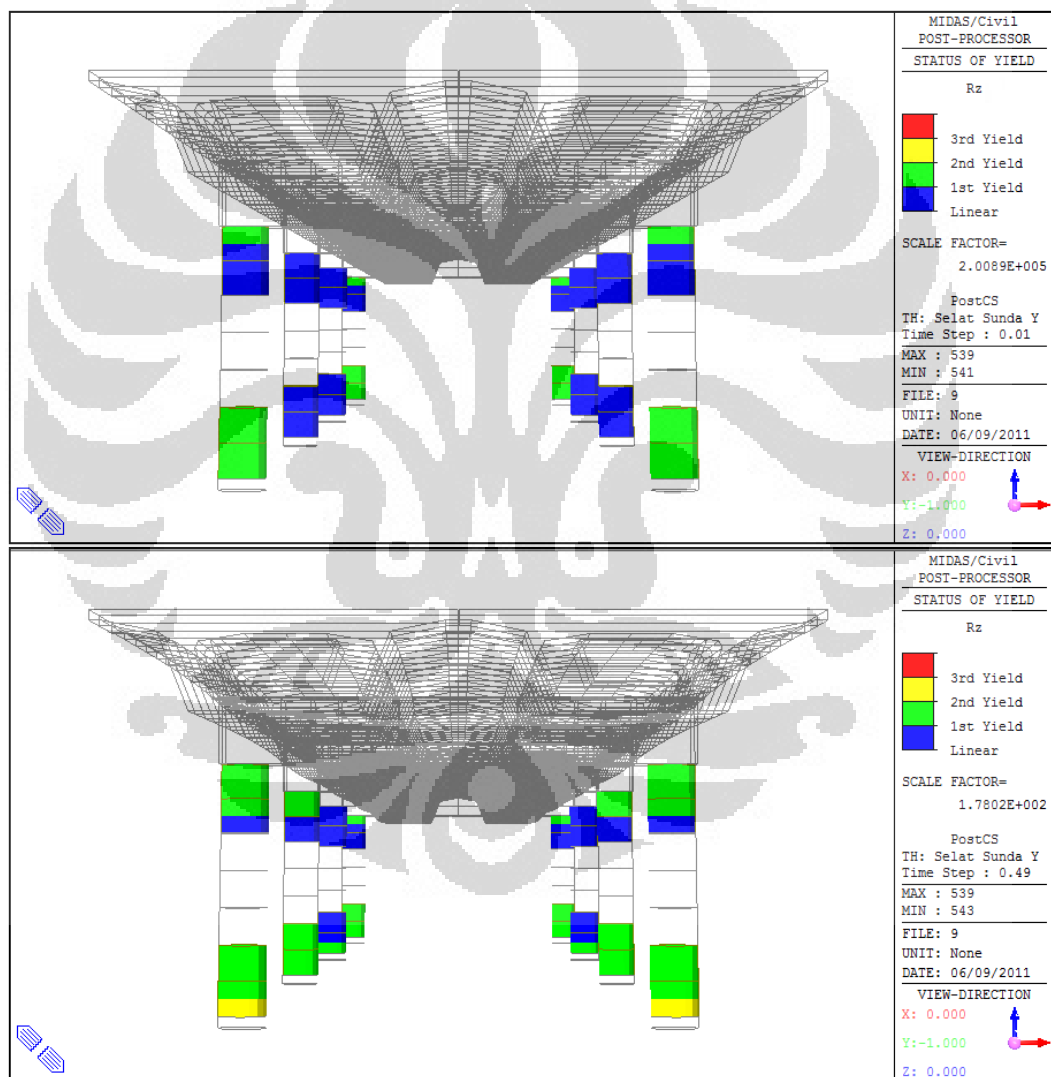 MIDAS/Civil
POST-PROCESSOR
STATUS OF YIELD
Rz
3rd Yield
2nd Yield
1st Yield
Linear
SCALE FACTOR=
2.0089E+005
PostCS
TH: Selat Sunda Y
Time Step : 0.01
MAX : 539
MIN : 541
FILE: 9
UNIT: None
DATE: 06/09/2011
VIEW-DIRECTION
X: 0.000
Y:-1.000
Z: 0.000
MIDAS/Civil
POST-PROCESSOR
STATUS OF YIELD
Rz
3rd Yield
2nd Yield
1st Yield
Linear
SCALE FACTOR=
1.7802E+002
PostCS
TH: Selat Sunda Y
Time Step : 0.49
MAX : 539
MIN : 543
FILE: 9
UNIT: None
DATE: 06/09/2011
VIEW-DIRECTION
X: 0.000
Y:-1.000
Z: 0.000